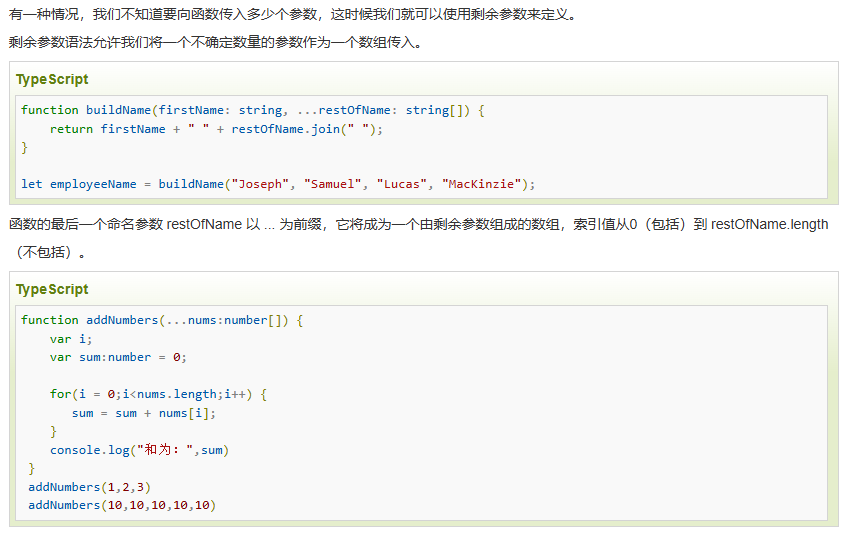 有一种情况，我们不知道要向函数传入多少个参数，这时候我们就可以使用剩余参数来定义。
剩余参数语法允许我们将一个不确定数量的参数作为一个数组传入。
TypeScript
function buildName(firstName: string, ...restOfName: string[]) {
    return firstName + " " + restOfName.join(" ");
}
let employeeName = buildName("Joseph", "Samuel", "Lucas", "MacKinzie");
函数的最后一个命名参数 restOfName 以 ... 为前缀，它将成为一个由剩余参数组成的数组，索引值从0（包括）到 restOfName.length
（不包括）。
TypeScript
function addNumbers(...nums:number[]) {
    var i;
    var sum:number = 0;
    for(i = 0;i<nums.length;i++) {
       sum = sum + nums[i];
    }
    console.log("和为：",sum)
 }
 addNumbers(1,2,3)
 addNumbers(10,10,10,10,10)